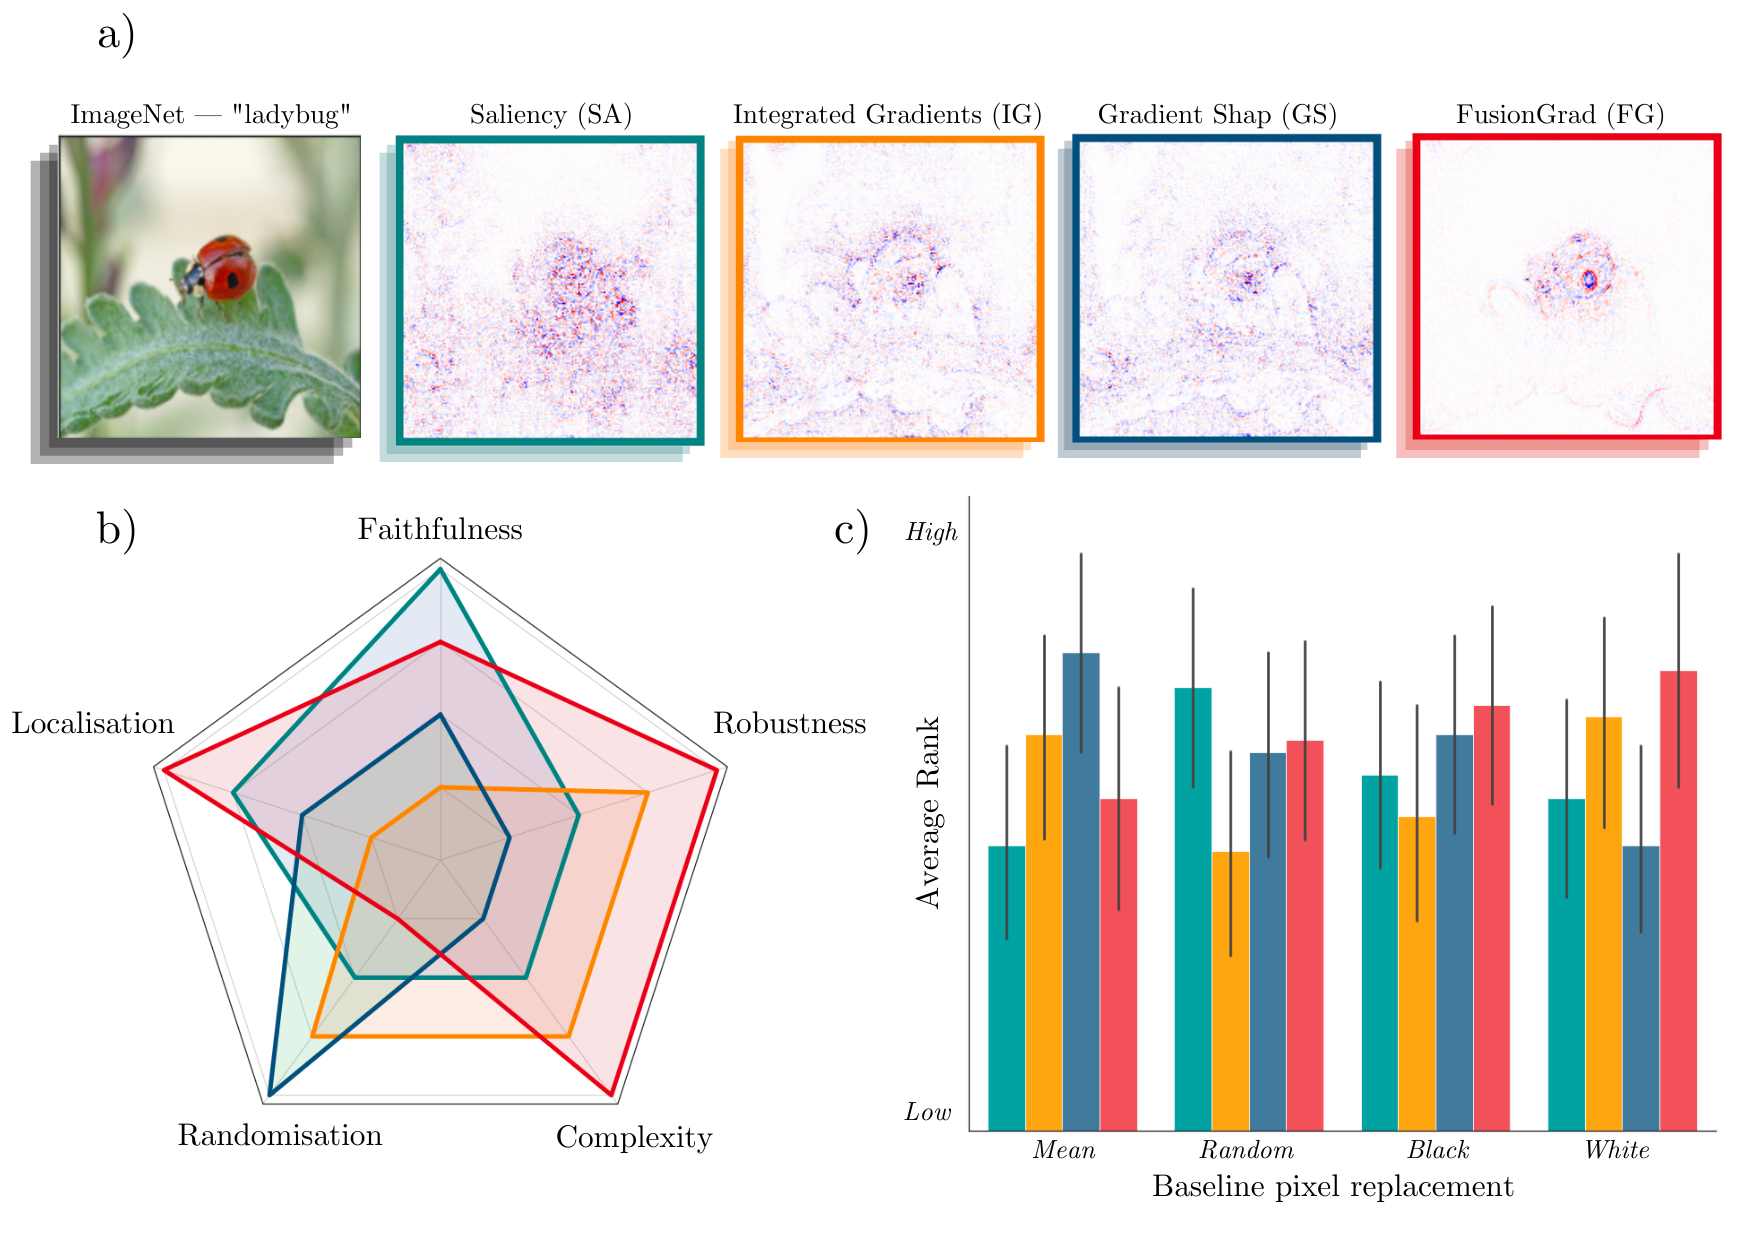 a)
ImageNet — "ladybug"
Saliency (SA)
Integrated Gradients (IG)
Gradient Shap (GS)
FusionGrad (FG)
b)
Faithfulness
Localisation
Robustness
Randomisation
Complexity
c)
High
Average Rank
Low
Mean
Random
Black
White
Baseline pixel replacement